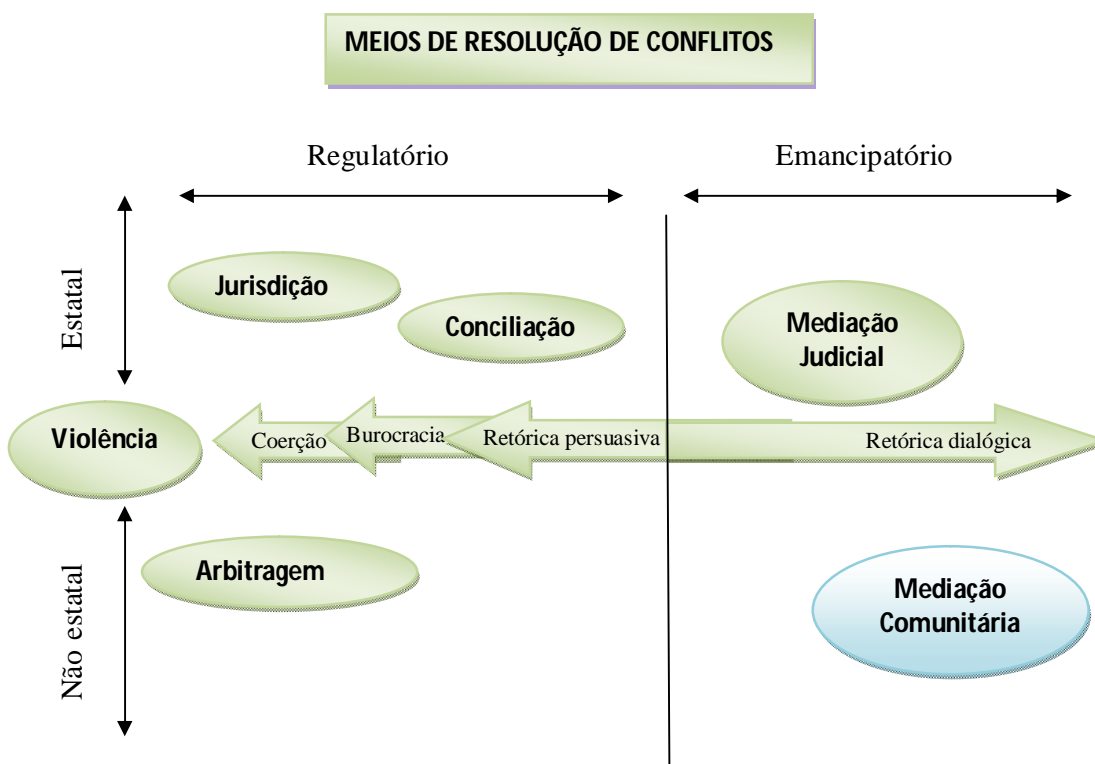 MEIOS DE RESOLUÇÃO DE CONFLITOS
Regulatório
Emancipatório
Estatal
Jurisdição
Conciliação
Mediação
Judicial
Violência
Coerção
Burocracia
Retórica persuasiva
Retórica dialógica
Não estatal
Arbitragem
Mediação
Comunitária